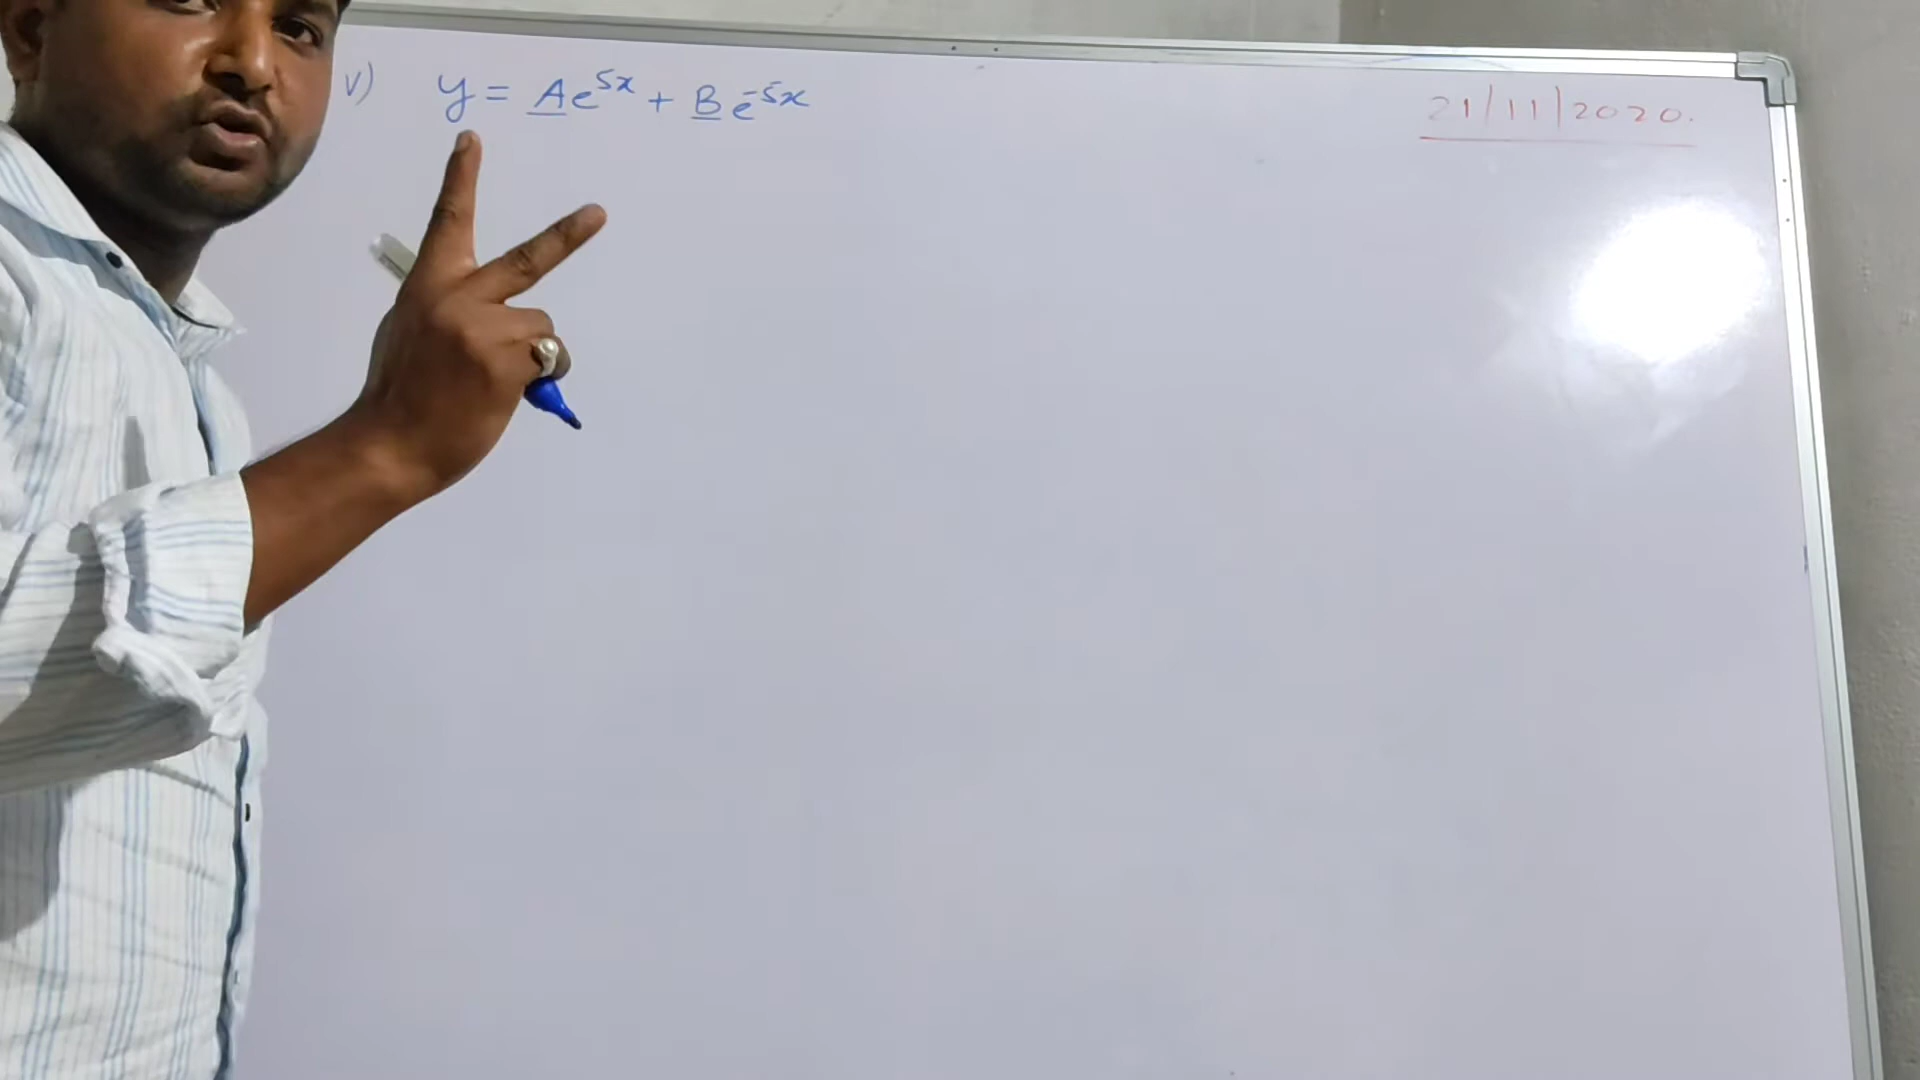 v) y = Ae^5x + Be^-5x
21/11/2020.